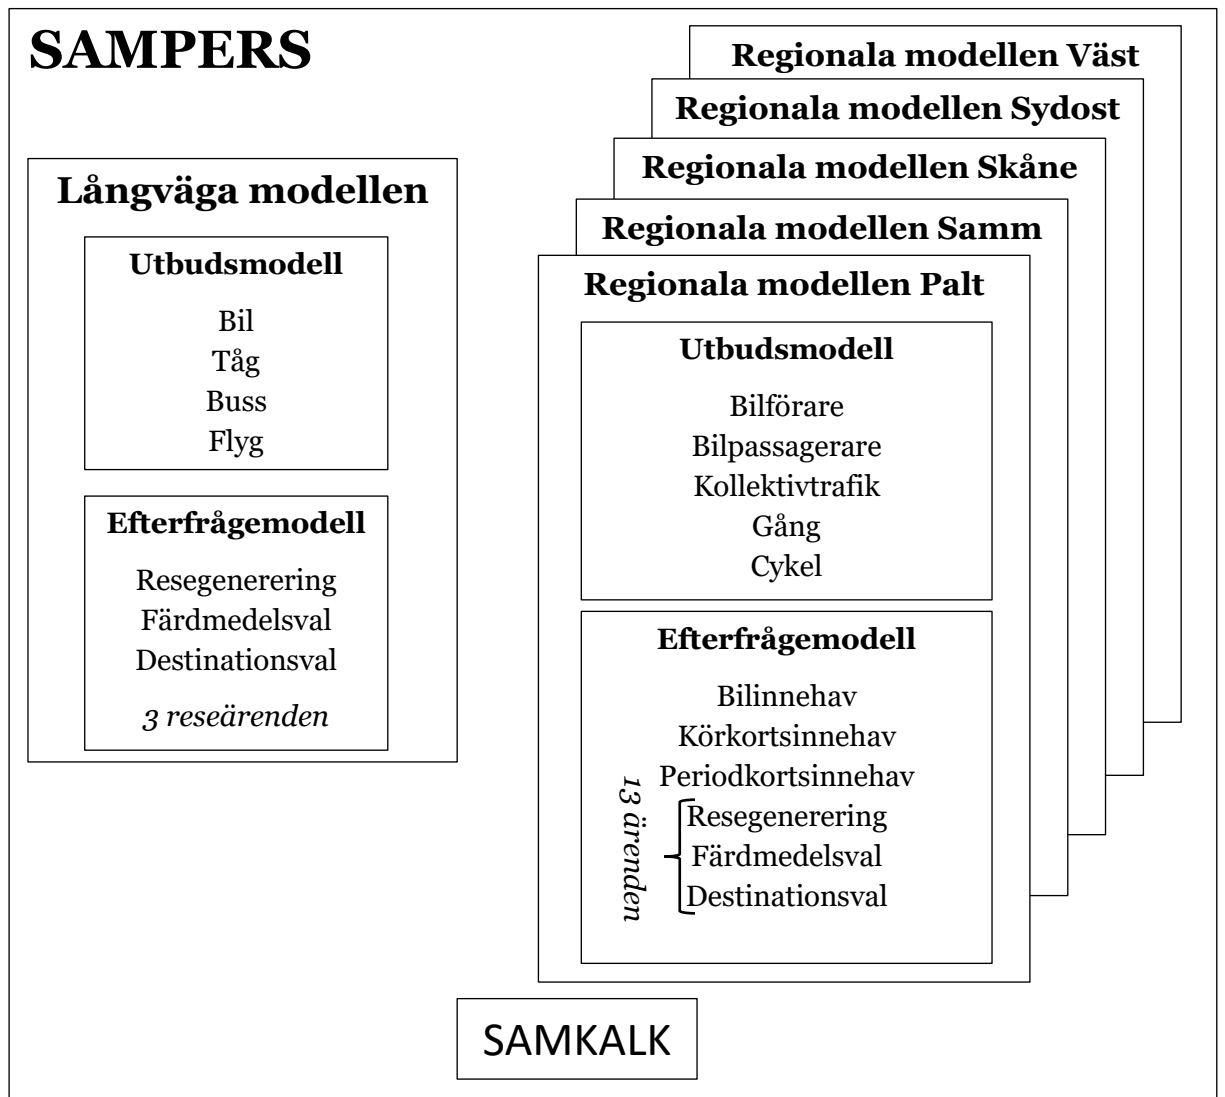 SAMPERS
Långväga modellen
Utbudsmodell
Bil
Tåg
Buss
Flyg
Efterfrågemodell
Resegenerering
Färdmedelsval
Destinationsval
3 reseärenden
Regionala modellen Väst
Regionala modellen Sydost
Regionala modellen Skåne
Regionala modellen Samm
Regionala modellen Palt
Utbudsmodell
Bilförare
Bilpassagerare
Kollektivtrafik
Gång
Cykel
Efterfrågemodell
Bilinnehav
Körkortsinnehav
Periodkortsinnehav
13 ärenden
Resegenerering
Färdmedelsval
Destinationsval
SAMKALK